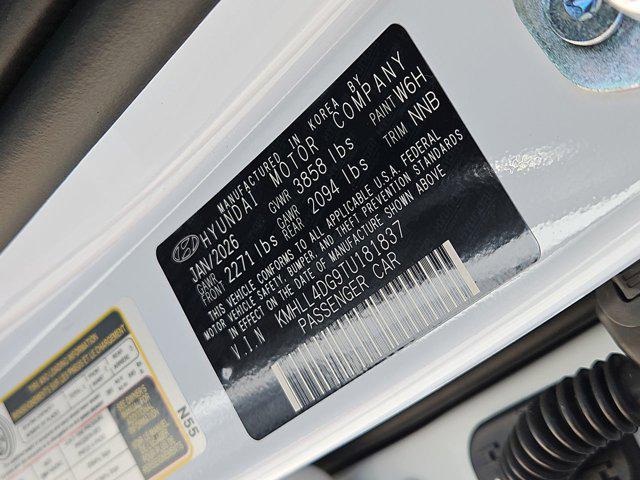 MANUFACTURED IN KOREA BY
HYUNDAI MOTOR COMPANY
JAN/2026 GVWR 3858 lbs PAINT W6H
GAWR FRONT 2271 lbs GAWR REAR 2094 lbs TRIM NNB
THIS VEHICLE CONFORMS TO ALL APPLICABLE U.S.A. FEDERAL
MOTOR VEHICLE SAFETY, BUMPER, AND THEFT PREVENTION STANDARDS
IN EFFECT ON THE DATE OF MANUFACTURE SHOWN ABOVE
V.I.N KMHLL4DG9TU181837
PASSENGER CAR
N55